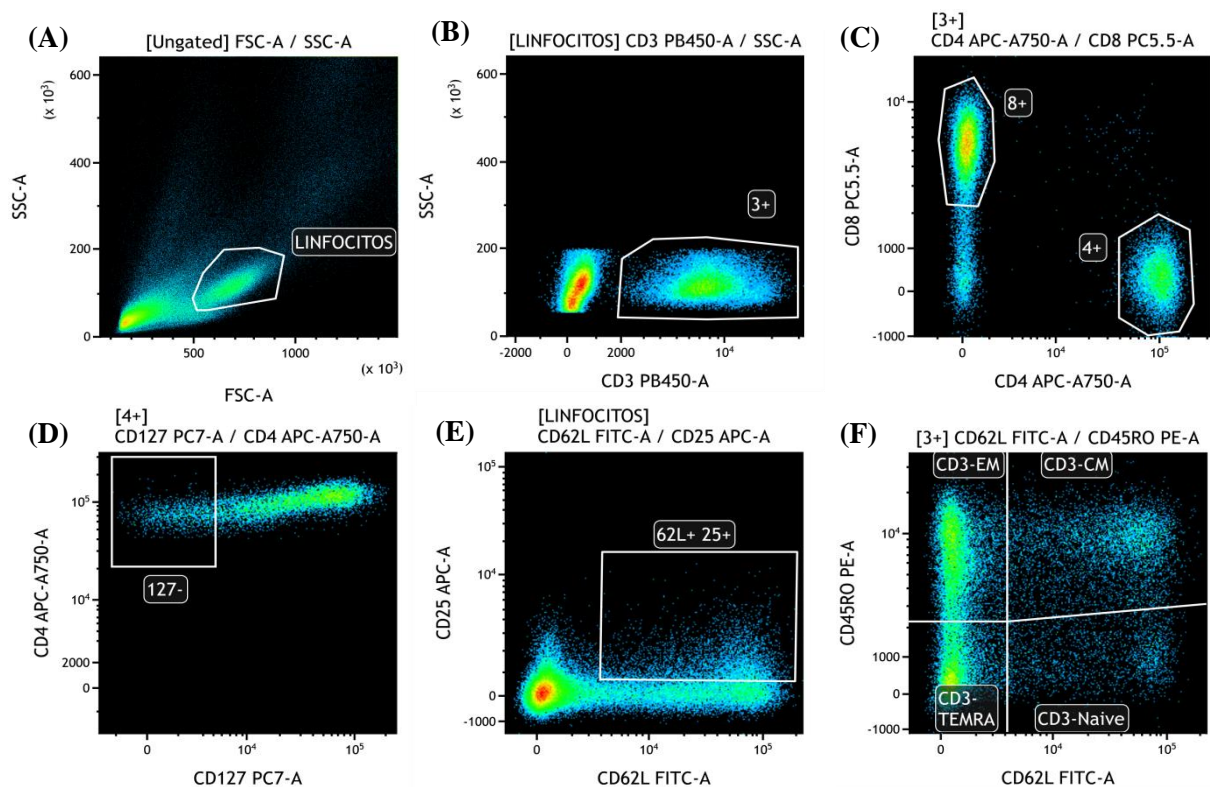 (A)
[Ungated] FSC-A / SSC-A
(x 10³)
600
400
200
0
SSC-A
LINFOCITOS
500
1000
(x 10³)
FSC-A
(B)
[LINFOCITOS] CD3 PB450-A / SSC-A
(x 10³)
600
400
200
0
SSC-A
3+
-2000
0
2000
10⁴
CD3 PB450-A
(C)
[3+]
CD4 APC-A750-A / CD8 PC5.5-A
10⁴
1000
0
-1000
CD8 PC5.5-A
8+
4+
0
10⁴
10⁵
CD4 APC-A750-A
(D)
[4+]
CD127 PC7-A / CD4 APC-A750-A
10⁵
10⁴
2000
0
CD4 APC-A750-A
127-
0
10⁴
10⁵
CD127 PC7-A
(E)
[LINFOCITOS]
CD62L FITC-A / CD25 APC-A
10⁵
10⁴
1000
0
-1000
CD25 APC-A
62L+ 25+
0
10⁴
10⁵
CD62L FITC-A
(F)
[3+] CD62L FITC-A / CD45RO PE-A
CD3-EM
CD3-CM
10⁴
1000
0
-1000
CD45RO PE-A
CD3-
TEMRA
CD3-Naive
0
10⁴
10⁵
CD62L FITC-A